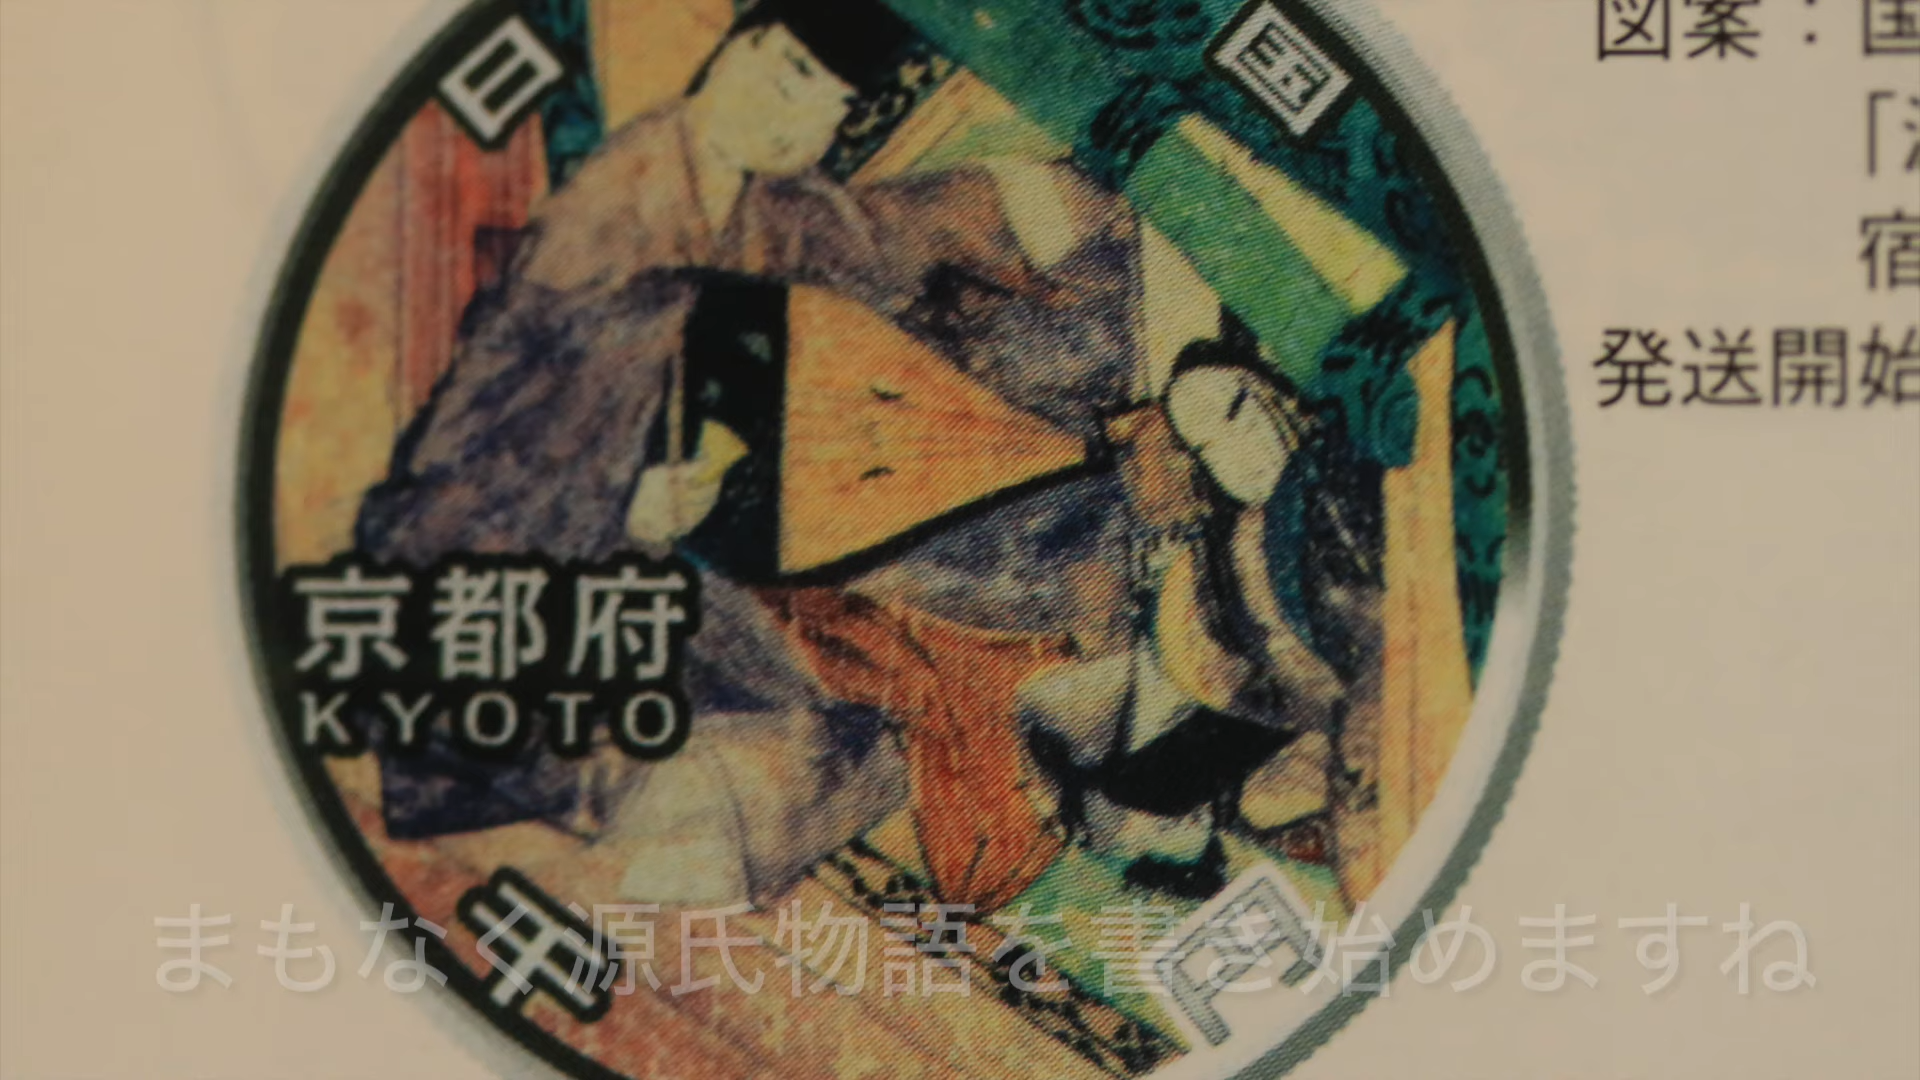 日
国
図案：国
「
宿
発送開始
京都府
KYOTO
千
円
まもなく源氏物語を書き始めますね